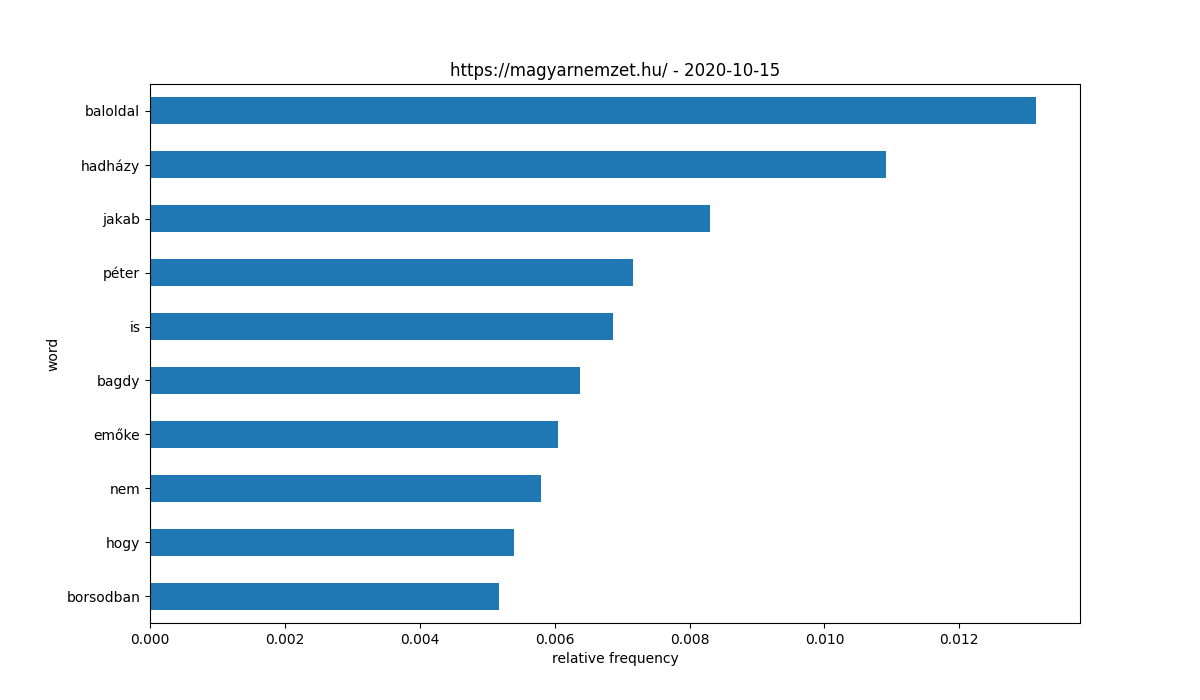 https://magyarnemzet.hu/ - 2020-10-15
baloldal
hadházy
jakab
péter
is
word
bagdy
emőke
nem
hogy
borsodban
0.000 0.002 0.004 0.006 0.008 0.010 0.012
relative frequency